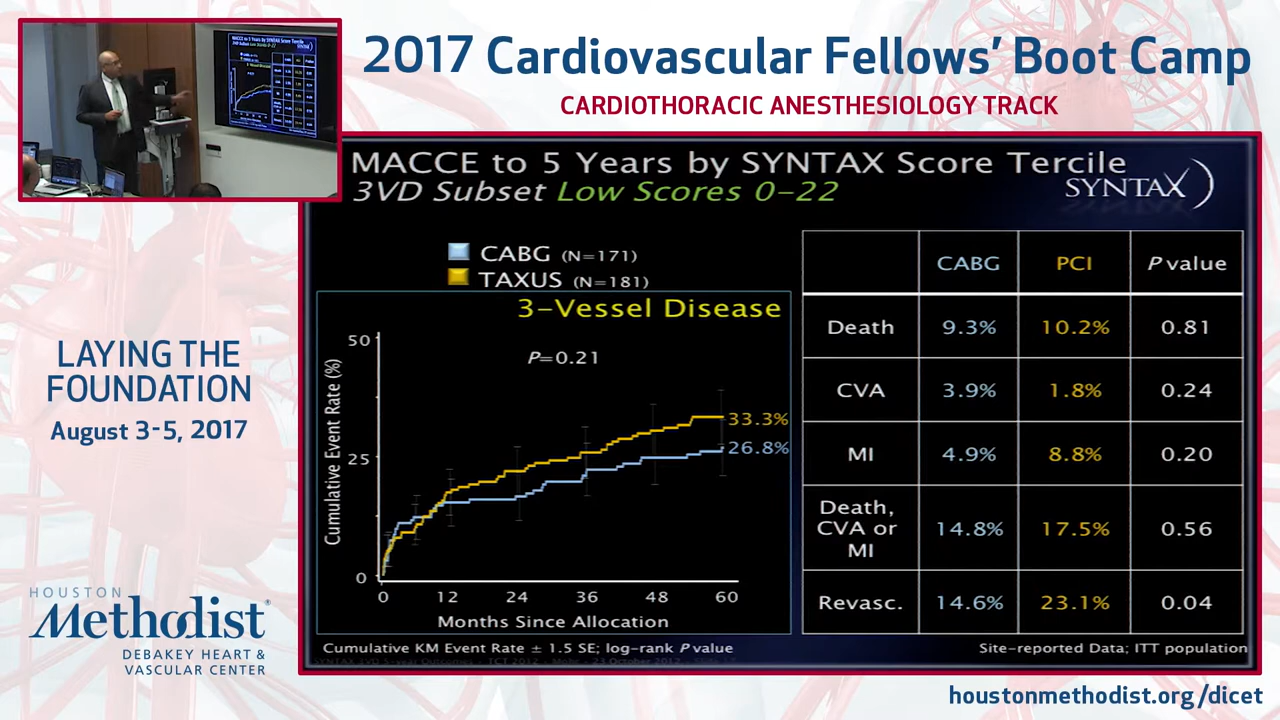 2017 Cardiovascular Fellows' Boot Camp
CARDIOTHORACIC ANESTHESIOLOGY TRACK
MACCE to 5 Years by SYNTAX Score Tercile
3VD Subset Low Scores 0–22
SYNTAX
CABG (N=171)
TAXUS (N=181)
3-Vessel Disease
P=0.21
Cumulative Event Rate (%)
50
25
0
33.3%
26.8%
0 12 24 36 48 60
Months Since Allocation
Cumulative KM Event Rate ± 1.5 SE; log-rank P value
CABG PCI P value
Death 9.3% 10.2% 0.81
CVA 3.9% 1.8% 0.24
MI 4.9% 8.8% 0.20
Death,
CVA or
MI
14.8% 17.5% 0.56
Revasc. 14.6% 23.1% 0.04
Site-reported Data; ITT population
LAYING THE
FOUNDATION
August 3-5, 2017
HOUSTON
Methodist®
DEBAKEY HEART &
VASCULAR CENTER
houstonmethodist.org/dicet